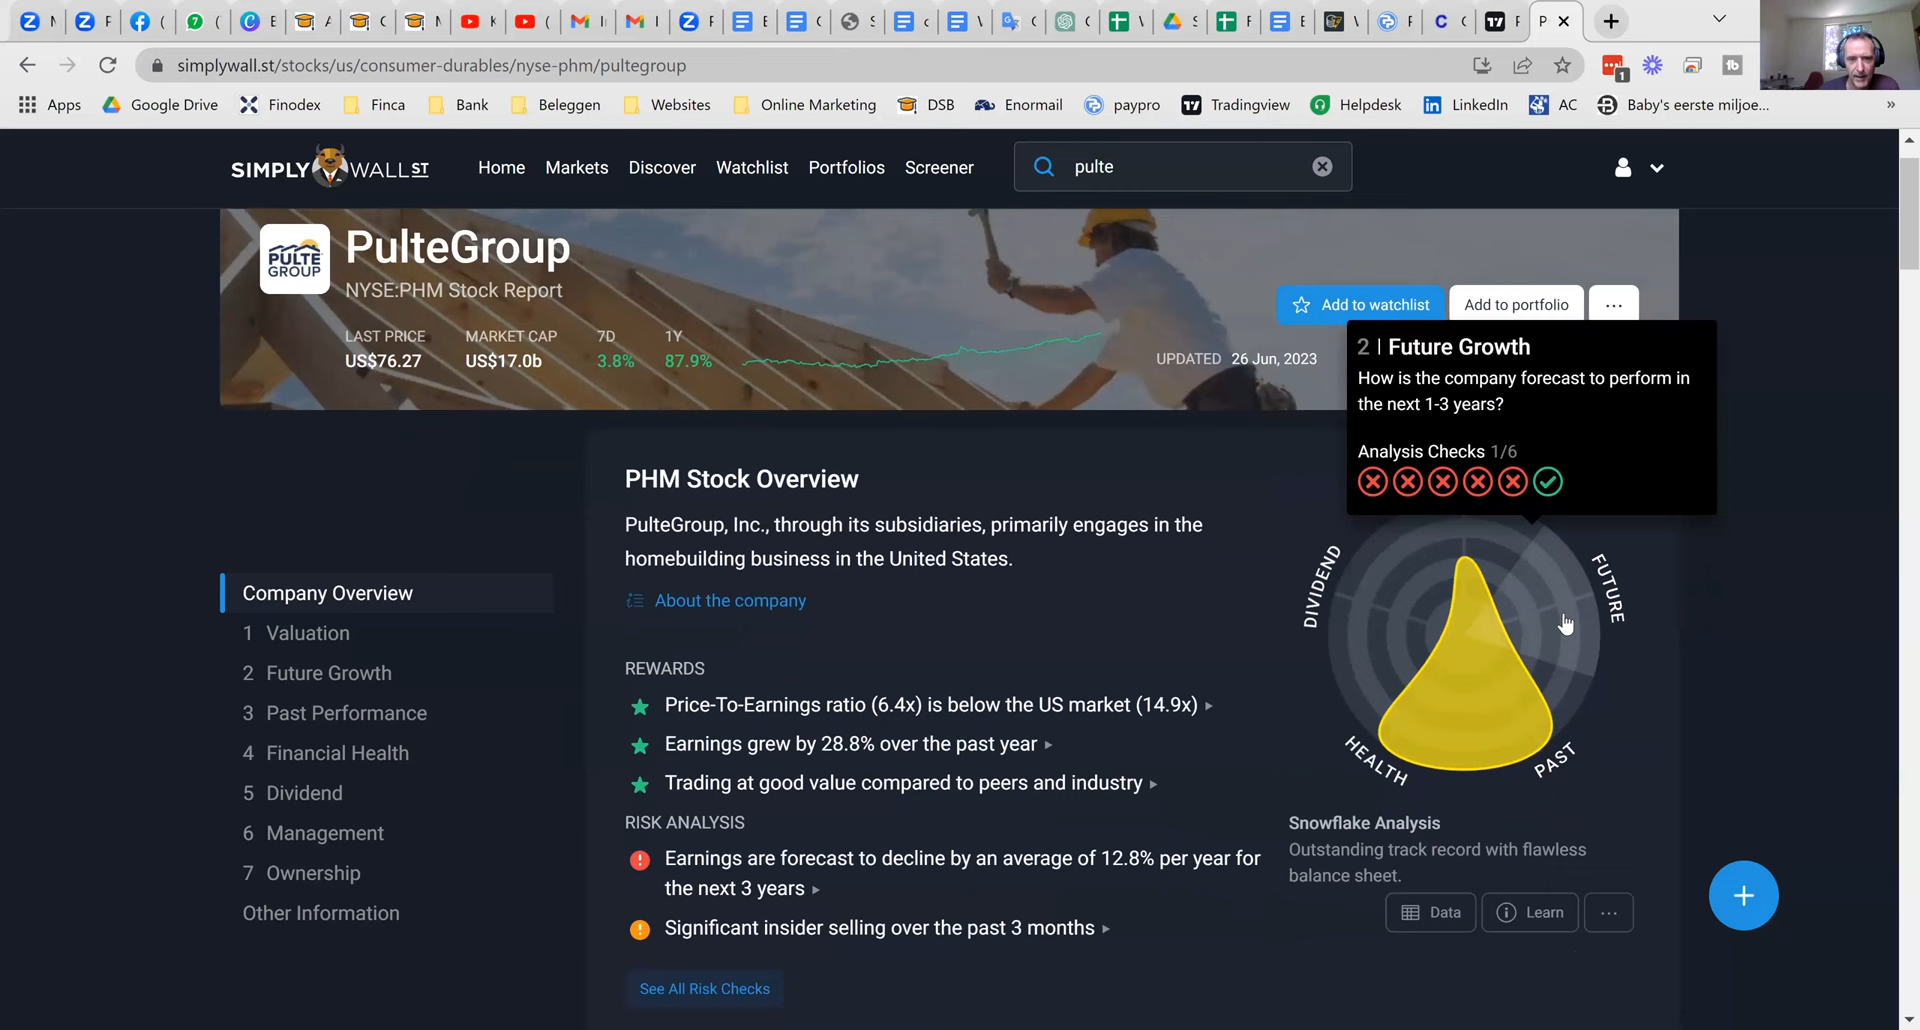 simplywall.st/stocks/us/consumer-durables/nyse-phm/pultegroup
1
Apps
Google Drive
Finodex
Finca
Bank
Beleggen
Websites
Online Marketing
DSB
Enormail
paypro
Tradingview
Helpdesk
LinkedIn
AC
Baby's eerste miljoe...
»
SIMPLY WALL ST
Home
Markets
Discover
Watchlist
Portfolios
Screener
pulte
PULTE
GROUP
PulteGroup
NYSE:PHM Stock Report
LAST PRICE
US$76.27
MARKET CAP
US$17.0b
7D
3.8%
1Y
87.9%
UPDATED 26 Jun, 2023
Add to watchlist
Add to portfolio
...
2 | Future Growth
How is the company forecast to perform in
the next 1-3 years?
Analysis Checks 1/6
Company Overview
1 Valuation
2 Future Growth
3 Past Performance
4 Financial Health
5 Dividend
6 Management
7 Ownership
Other Information
PHM Stock Overview
PulteGroup, Inc., through its subsidiaries, primarily engages in the
homebuilding business in the United States.
About the company
REWARDS
Price-To-Earnings ratio (6.4x) is below the US market (14.9x)
Earnings grew by 28.8% over the past year
Trading at good value compared to peers and industry
RISK ANALYSIS
Earnings are forecast to decline by an average of 12.8% per year for
the next 3 years
Significant insider selling over the past 3 months
See All Risk Checks
DIVIDEND
FUTURE
HEALTH
PAST
Snowflake Analysis
Outstanding track record with flawless
balance sheet.
Data
Learn
...